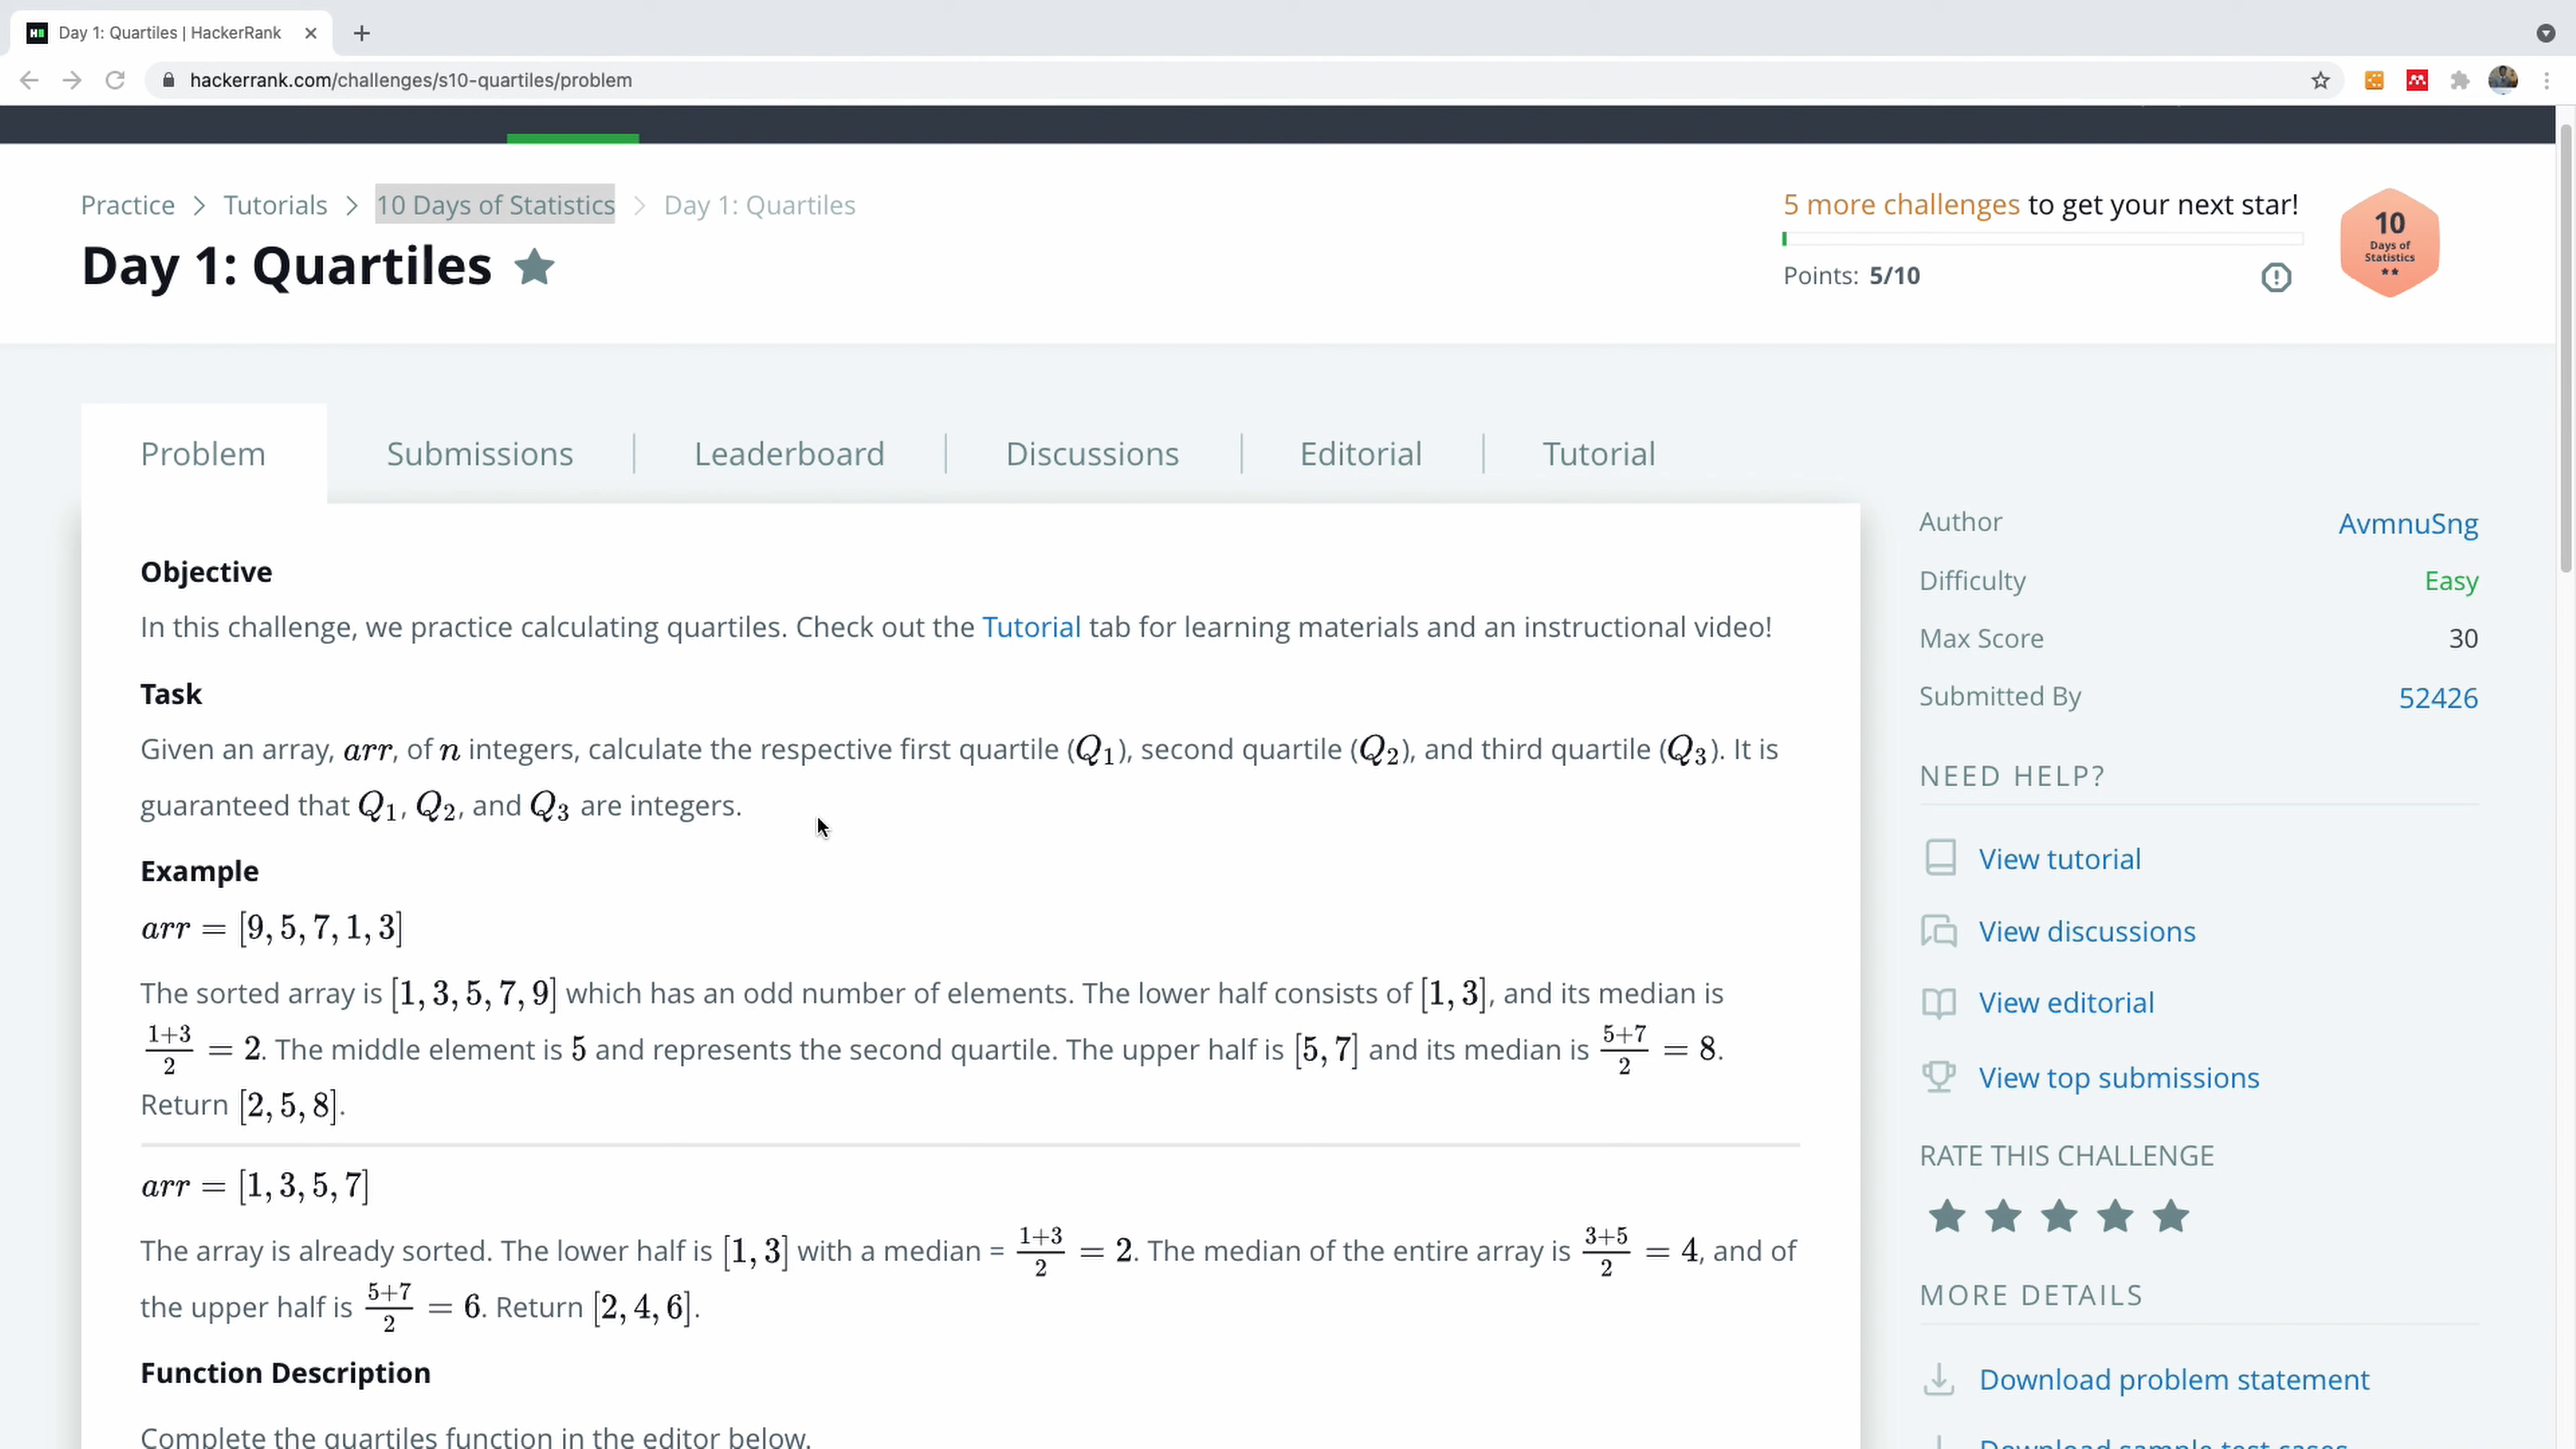 Day 1: Quartiles | HackerRank
hackerrank.com/challenges/s10-quartiles/problem
Practice > Tutorials > 10 Days of Statistics > Day 1: Quartiles
Day 1: Quartiles
5 more challenges to get your next star!
Points: 5/10
10
Days of
Statistics
Problem
Submissions
Leaderboard
Discussions
Editorial
Tutorial
Objective
In this challenge, we practice calculating quartiles. Check out the Tutorial tab for learning materials and an instructional video!
Task
Given an array, arr, of n integers, calculate the respective first quartile (Q₁), second quartile (Q₂), and third quartile (Q₃). It is
guaranteed that Q₁, Q₂, and Q₃ are integers.
Example
arr = [9, 5, 7, 1, 3]
The sorted array is [1, 3, 5, 7, 9] which has an odd number of elements. The lower half consists of [1, 3], and its median is
(1+3)/2 = 2. The middle element is 5 and represents the second quartile. The upper half is [5, 7] and its median is (5+7)/2 = 8.
Return [2, 5, 8].
arr = [1, 3, 5, 7]
The array is already sorted. The lower half is [1, 3] with a median = (1+3)/2 = 2. The median of the entire array is (3+5)/2 = 4, and of
the upper half is (5+7)/2 = 6. Return [2, 4, 6].
Function Description
Complete the quartiles function in the editor below.
Author AvmnuSng
Difficulty Easy
Max Score 30
Submitted By 52426
NEED HELP?
View tutorial
View discussions
View editorial
View top submissions
RATE THIS CHALLENGE
MORE DETAILS
Download problem statement
Download sample test cases